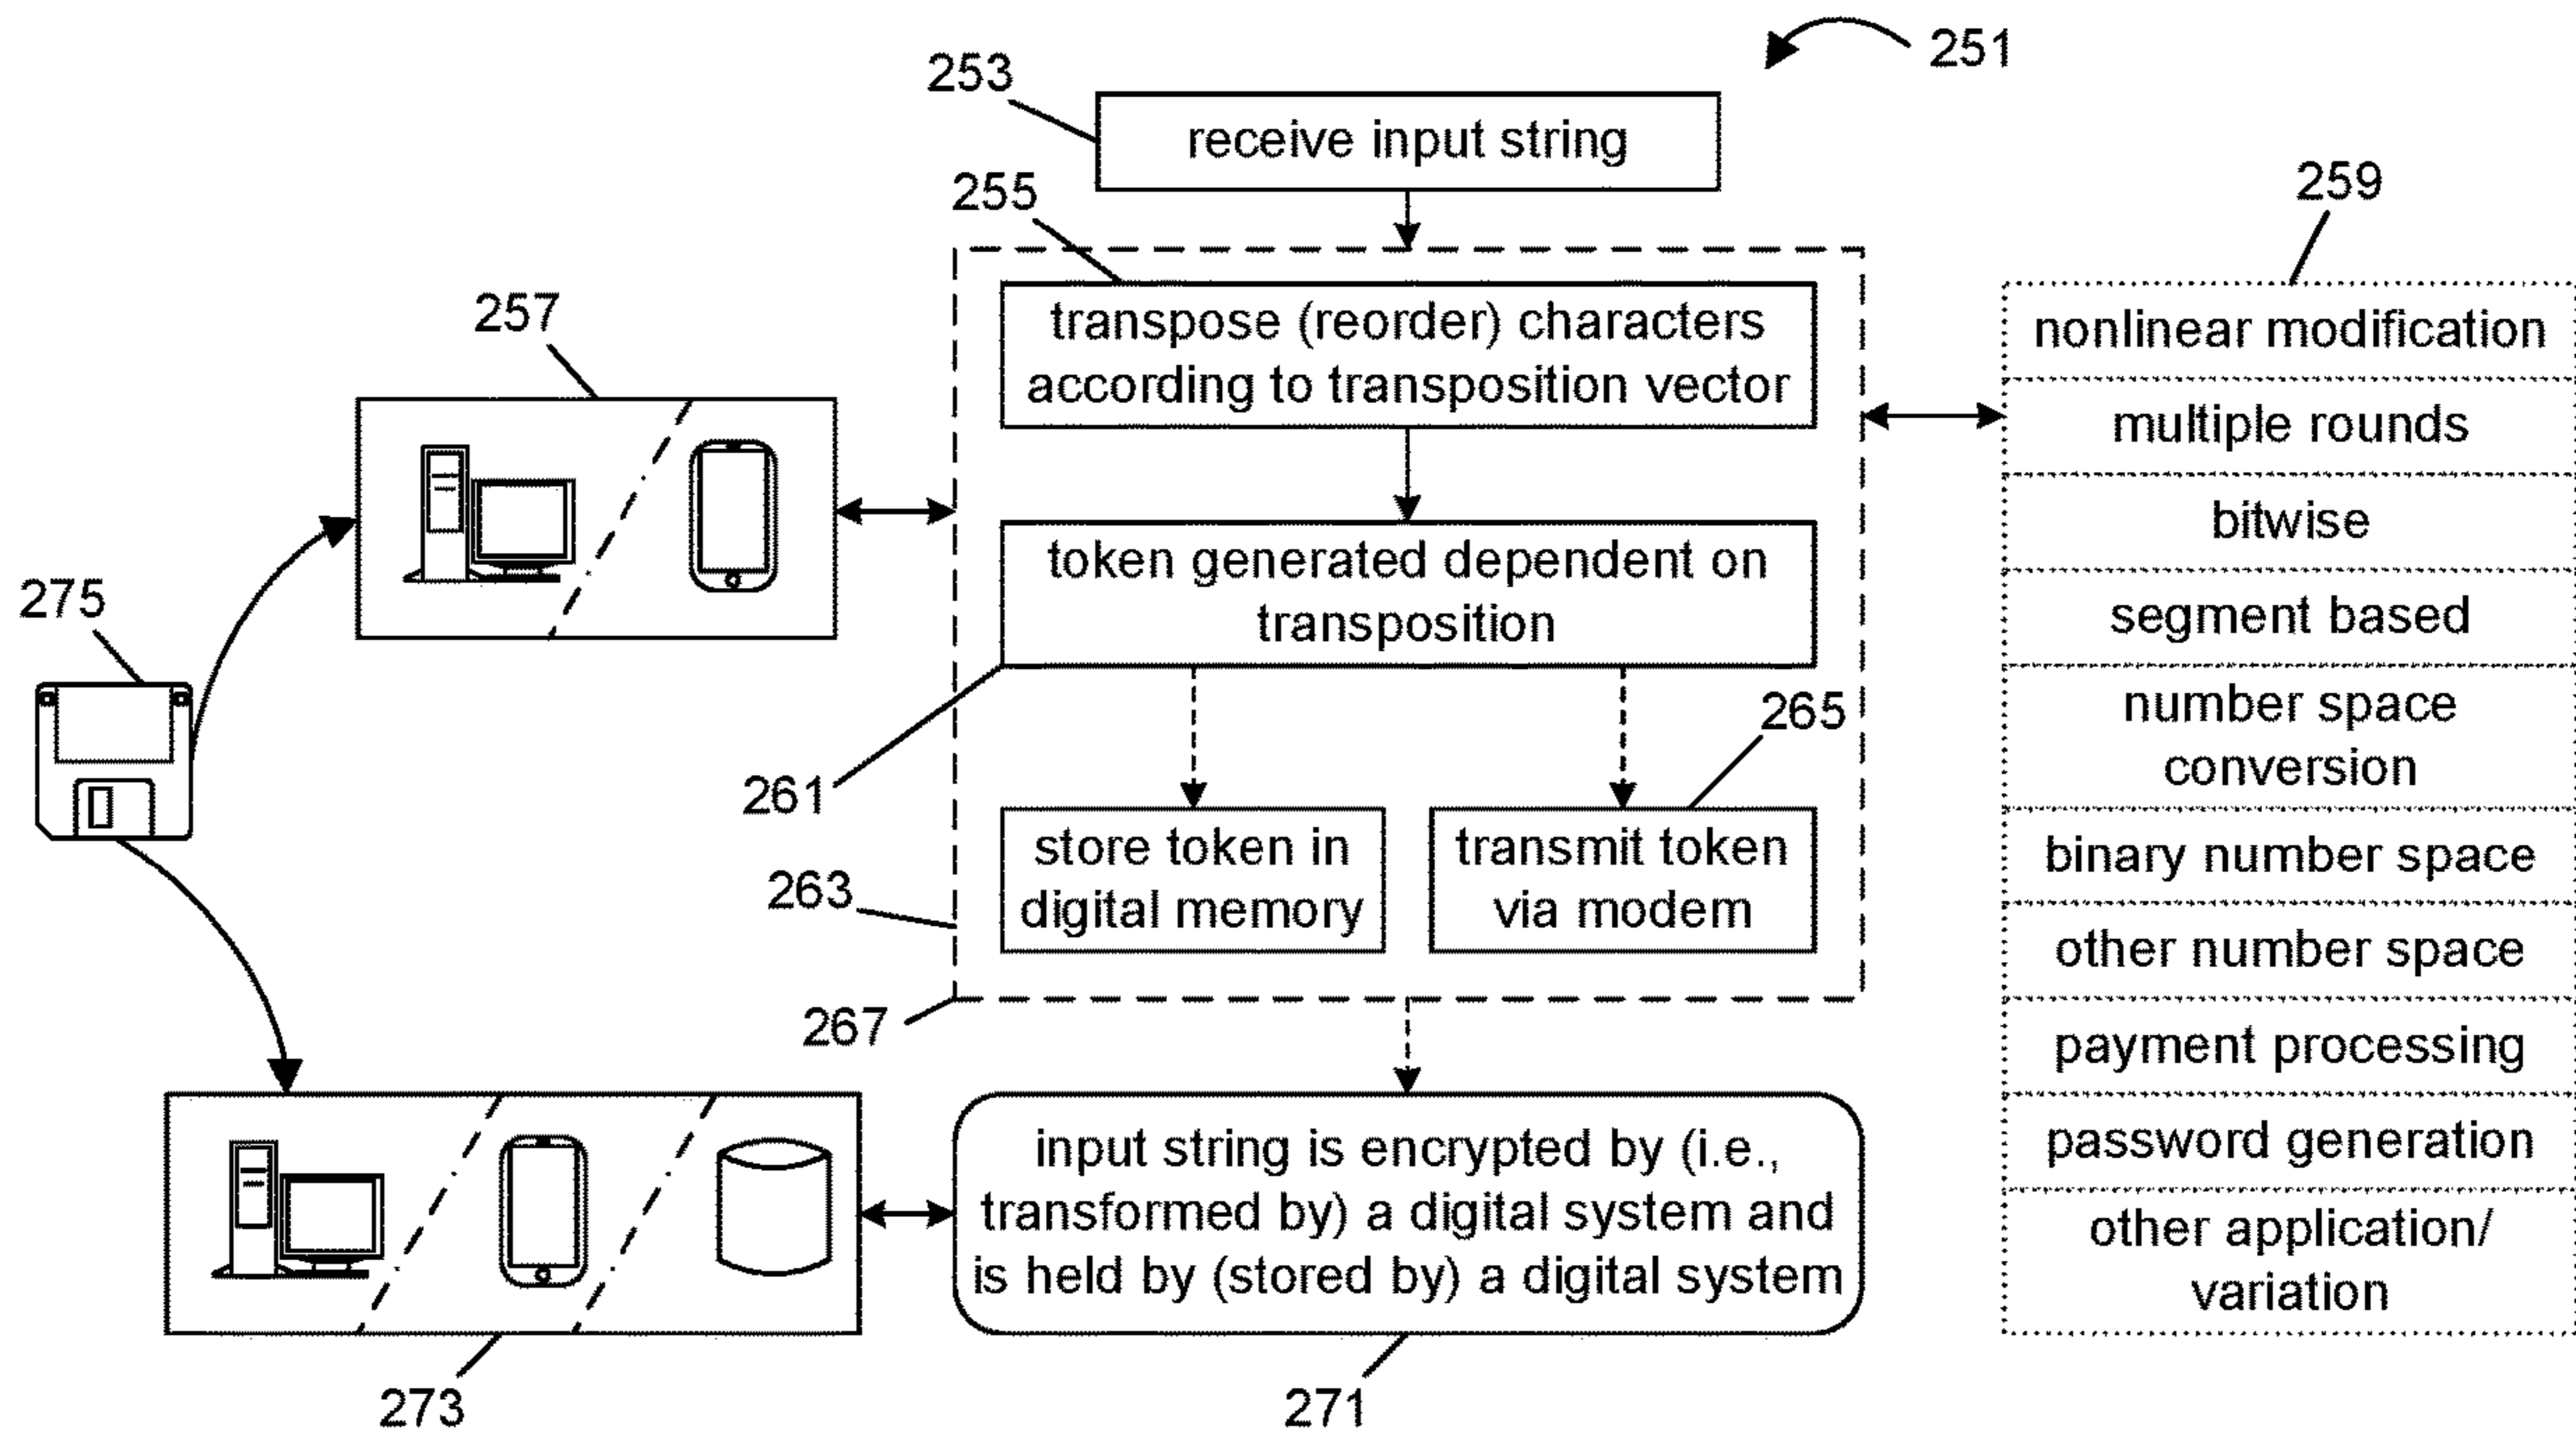 251
253
receive input string
255
transpose (reorder) characters
according to transposition vector
257
259
nonlinear modification
multiple rounds
bitwise
segment based
number space
conversion
binary number space
other number space
payment processing
password generation
other application/
variation
token generated dependent on
transposition
275
261
265
store token in
digital memory
transmit token
via modem
263
267
input string is encrypted by (i.e.,
transformed by) a digital system and
is held by (stored by) a digital system
273
271